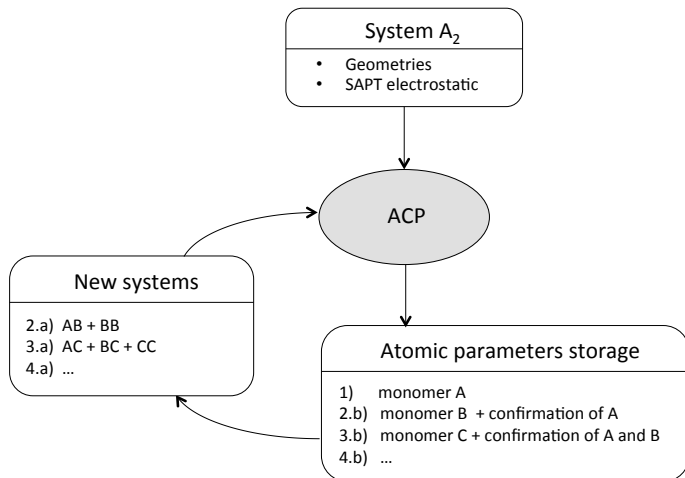 System A₂
• Geometries
• SAPT electrostatic
ACP
New systems
2.a) AB + BB
3.a) AC + BC + CC
4.a) ...
Atomic parameters storage
1) monomer A
2.b) monomer B + confirmation of A
3.b) monomer C + confirmation of A and B
4.b) ...